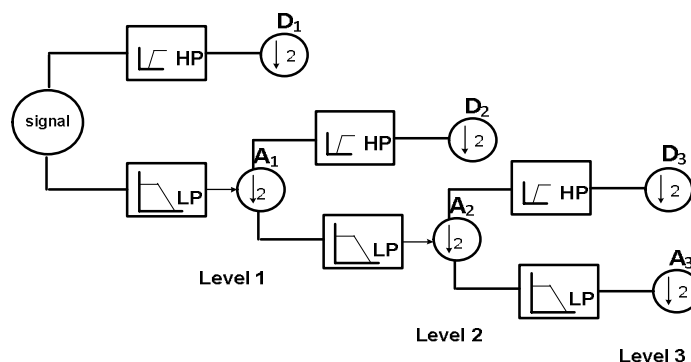 D₁
HP
↓ 2
signal
D₂
HP
↓ 2
A₁
LP
↓ 2
D₃
HP
↓ 2
A₂
LP
↓ 2
A₃
LP
↓ 2
Level 1
Level 2
Level 3